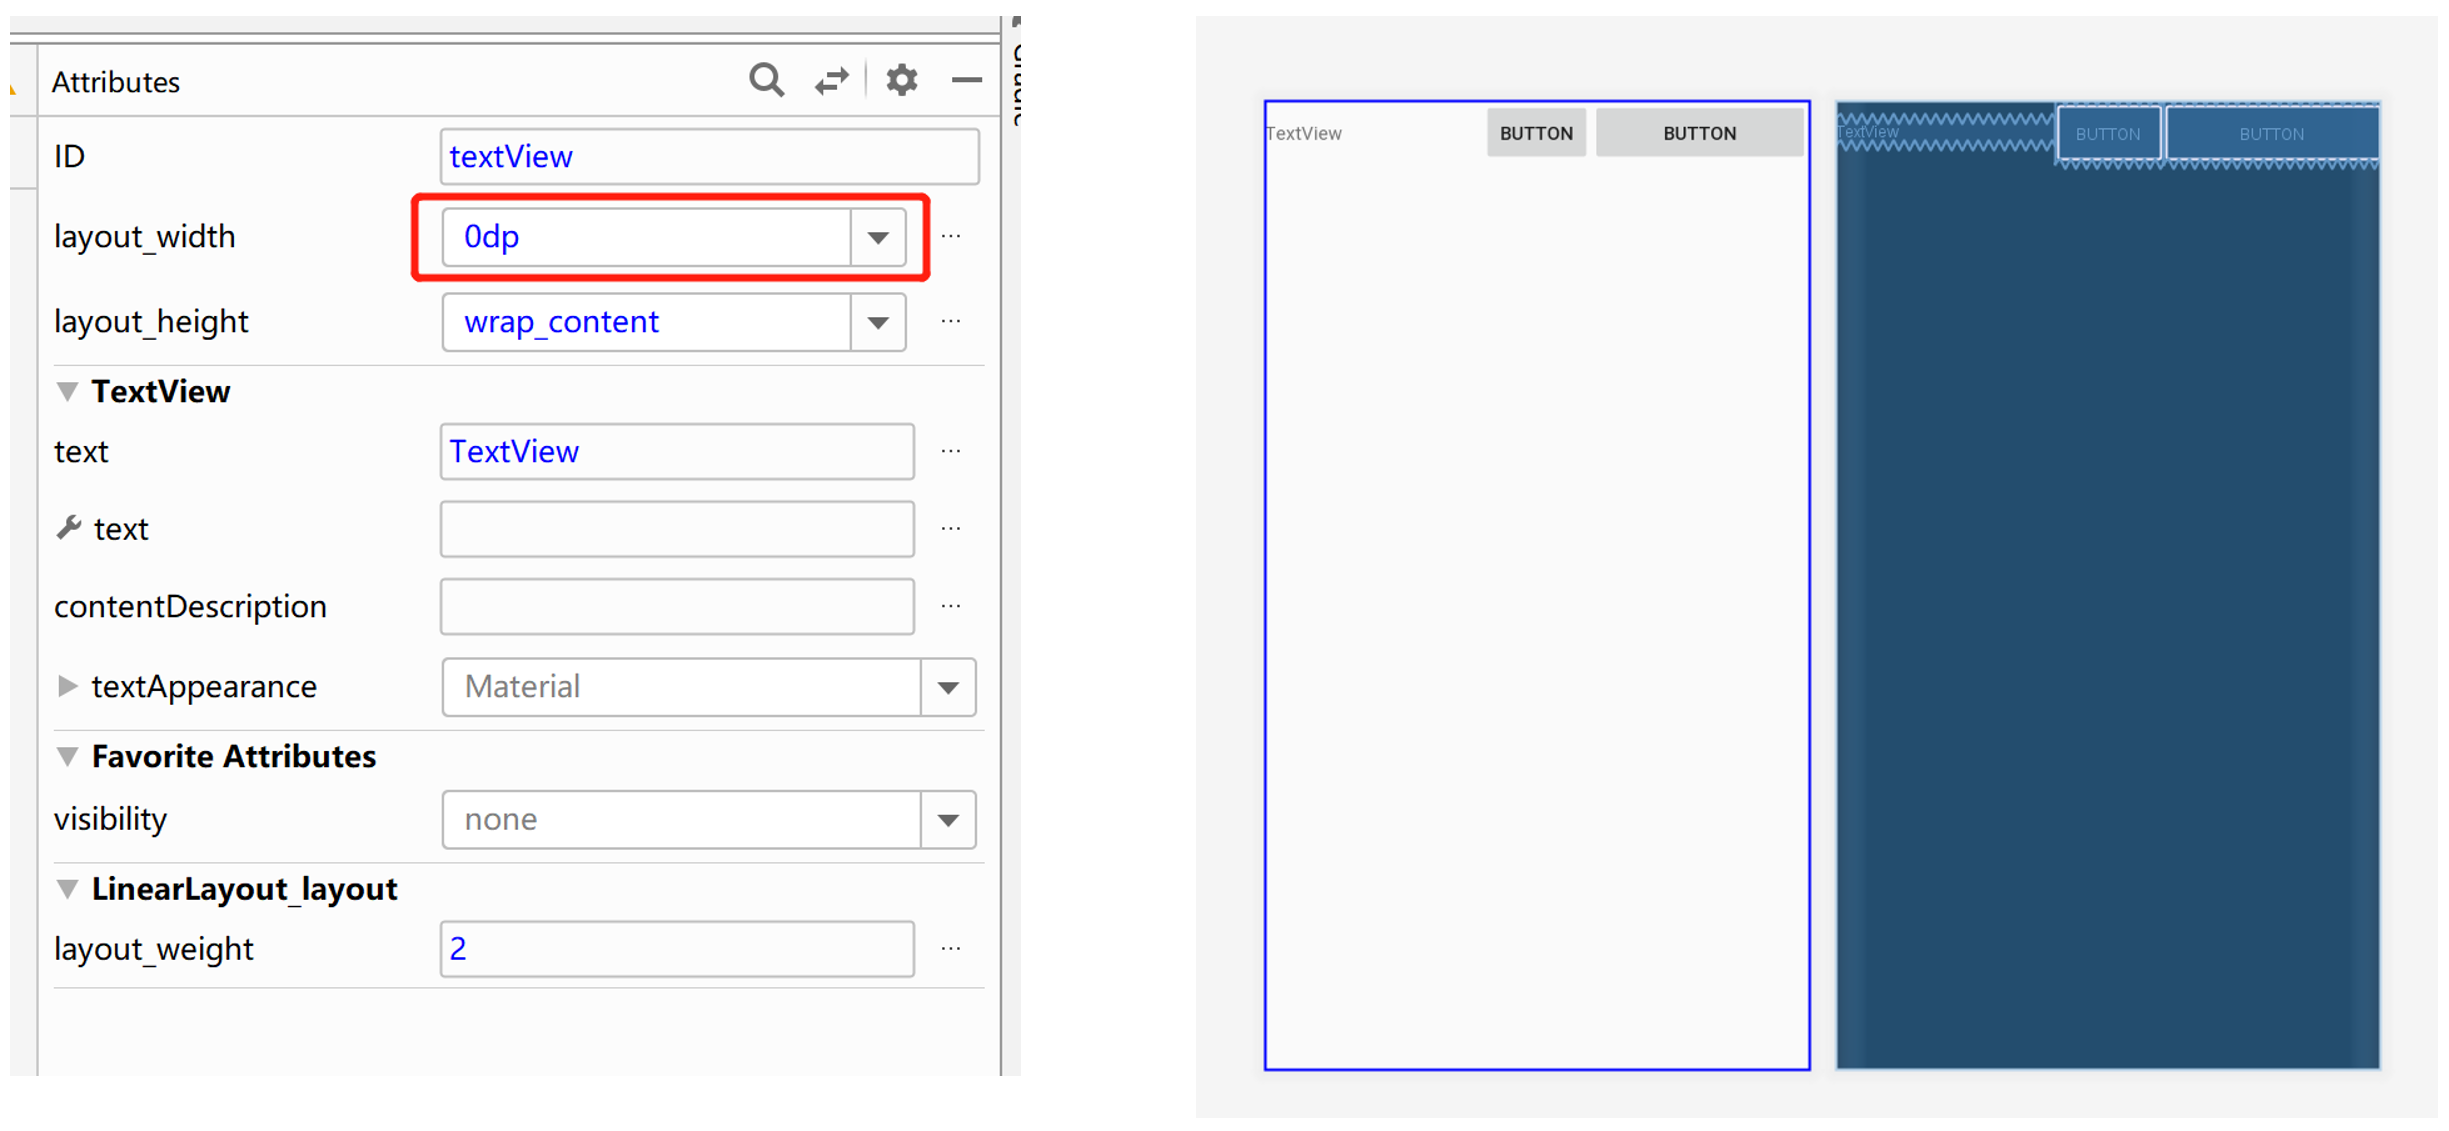 Attributes
ID
textView
layout_width
0dp
...
layout_height
wrap_content
...
TextView
text
TextView
...
text
...
contentDescription
...
textAppearance
Material
Favorite Attributes
visibility
none
LinearLayout_layout
layout_weight
2
...
TextView
BUTTON
BUTTON
TextView
BUTTON
BUTTON